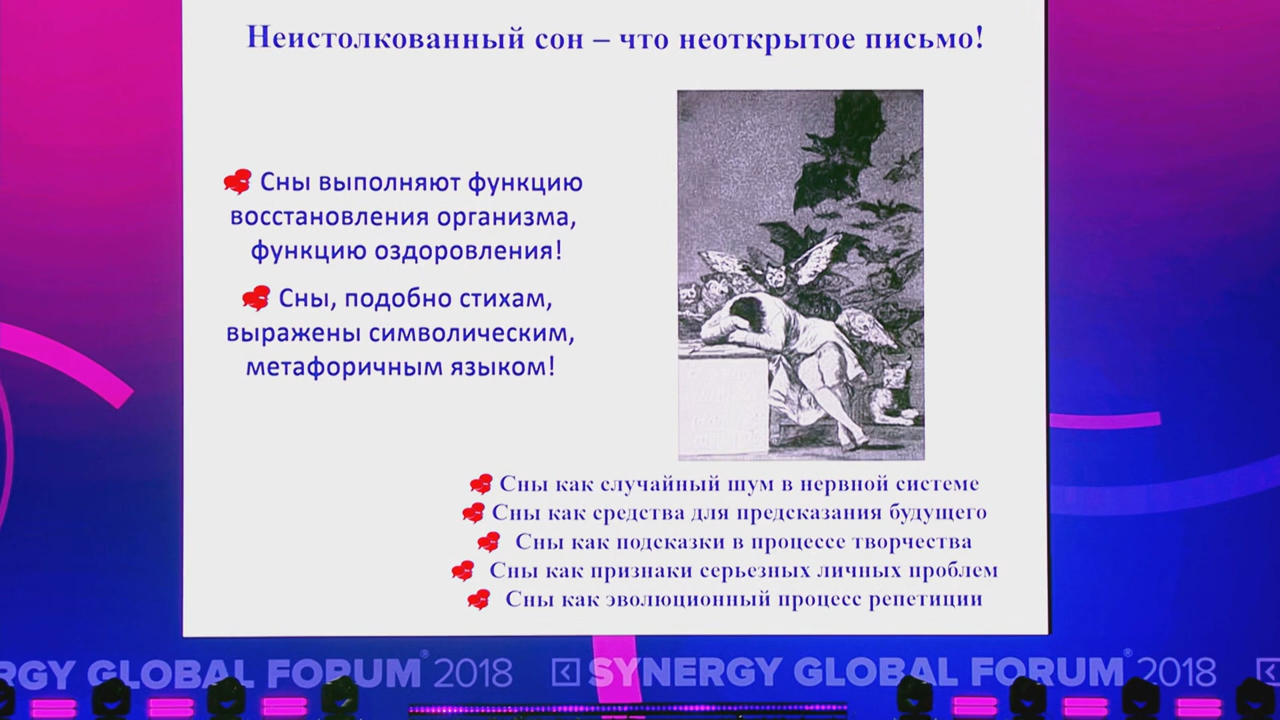 Неистолкованный сон – что неоткрытое письмо!
Сны выполняют функцию
восстановления организма,
функцию оздоровления!
Сны, подобно стихам,
выражены символическим,
метафоричным языком!
Сны как случайный шум в нервной системе
Сны как средства для предсказания будущего
Сны как подсказки в процессе творчества
Сны как признаки серьезных личных проблем
Сны как эволюционный процесс репетиции
RGY GLOBAL FORUM® 2018 SYNERGY GLOBAL FORUM® 2018